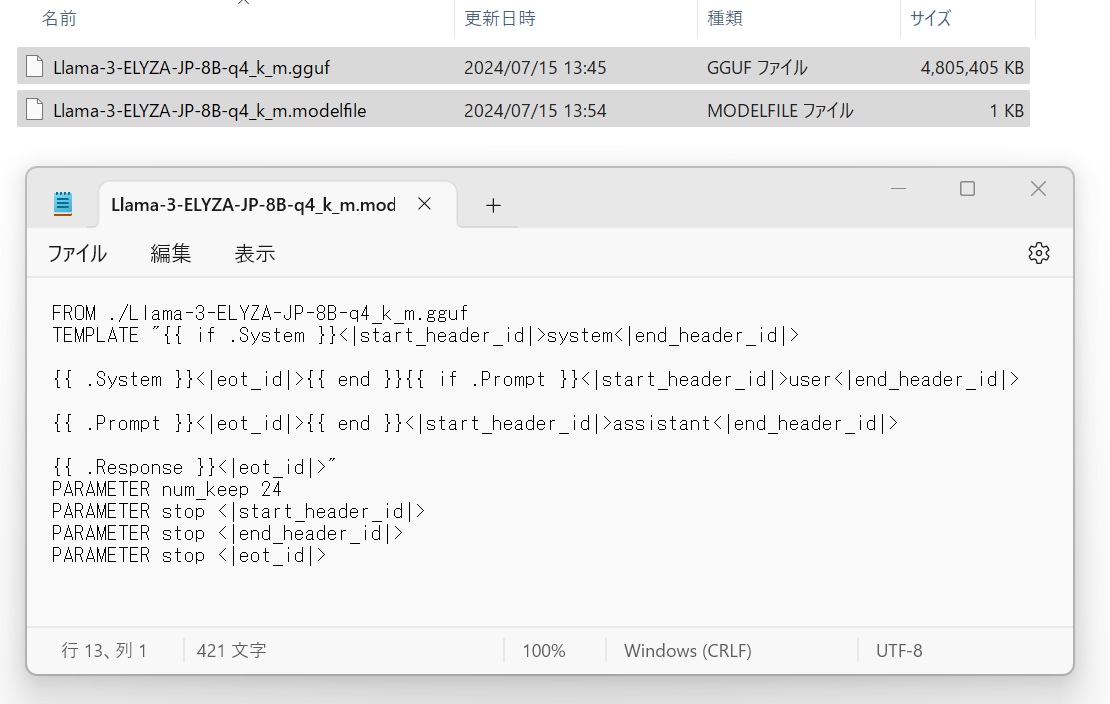 名前 更新日時 種類 サイズ
Llama-3-ELYZA-JP-8B-q4_k_m.gguf 2024/07/15 13:45 GGUF ファイル 4,805,405 KB
Llama-3-ELYZA-JP-8B-q4_k_m.modelfile 2024/07/15 13:54 MODELFILE ファイル 1 KB
Llama-3-ELYZA-JP-8B-q4_k_m.mod
ファイル 編集 表示
FROM ./Llama-3-ELYZA-JP-8B-q4_k_m.gguf
TEMPLATE "{{ if .System }}<|start_header_id|>system<|end_header_id|>
{{ .System }}<|eot_id|>{{ end }}{{ if .Prompt }}<|start_header_id|>user<|end_header_id|>
{{ .Prompt }}<|eot_id|>{{ end }}<|start_header_id|>assistant<|end_header_id|>
{{ .Response }}<|eot_id|>"
PARAMETER num_keep 24
PARAMETER stop <|start_header_id|>
PARAMETER stop <|end_header_id|>
PARAMETER stop <|eot_id|>
行 13、列 1 421 文字 100% Windows (CRLF) UTF-8